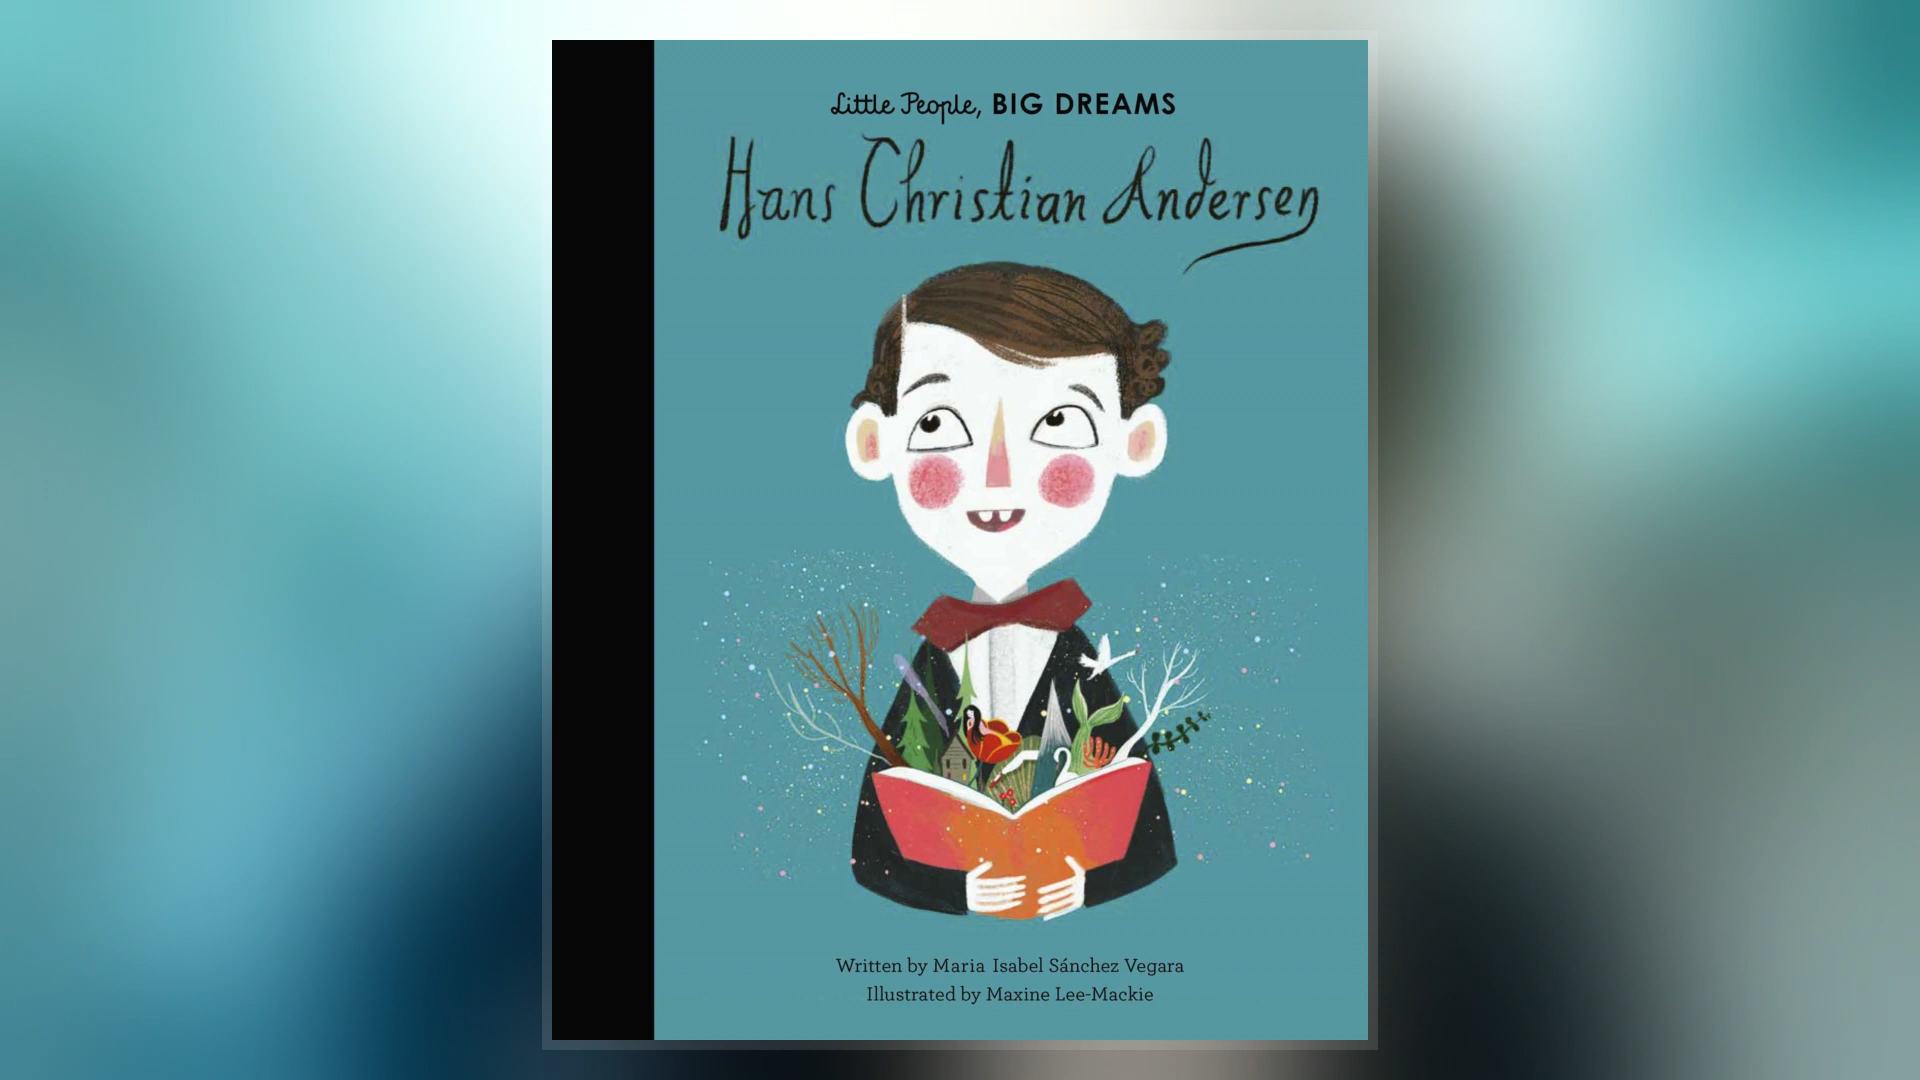 Little People, BIG DREAMS
Hans Christian Andersen
Written by Maria Isabel Sánchez Vegara
Illustrated by Maxine Lee-Mackie